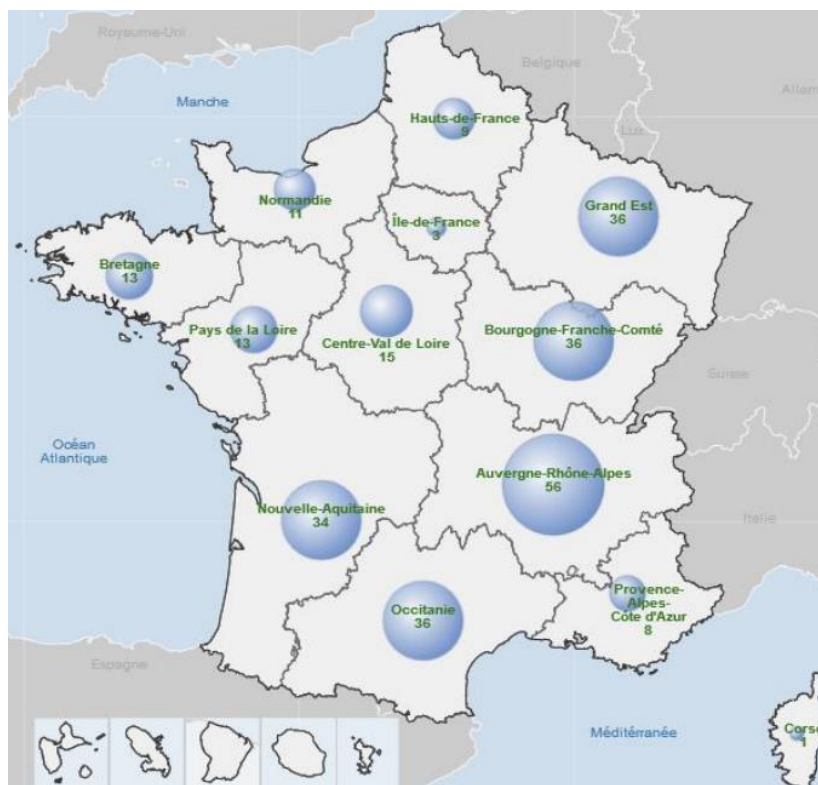 Royaume-Uni
Belgique
Manche
Hauts-de-France
9
Lux
Normandie
11
Île-de-France
3
Grand Est
36
Bretagne
13
Pays de la Loire
13
Centre-Val de Loire
15
Bourgogne-Franche-Comté
36
Suisse
Océan
Atlantique
Auvergne-Rhône-Alpes
56
Nouvelle-Aquitaine
34
Italie
Provence-
Alpes-
Côte d'Azur
8
Occitanie
36
Espagne
Méditérranée
Corse
1